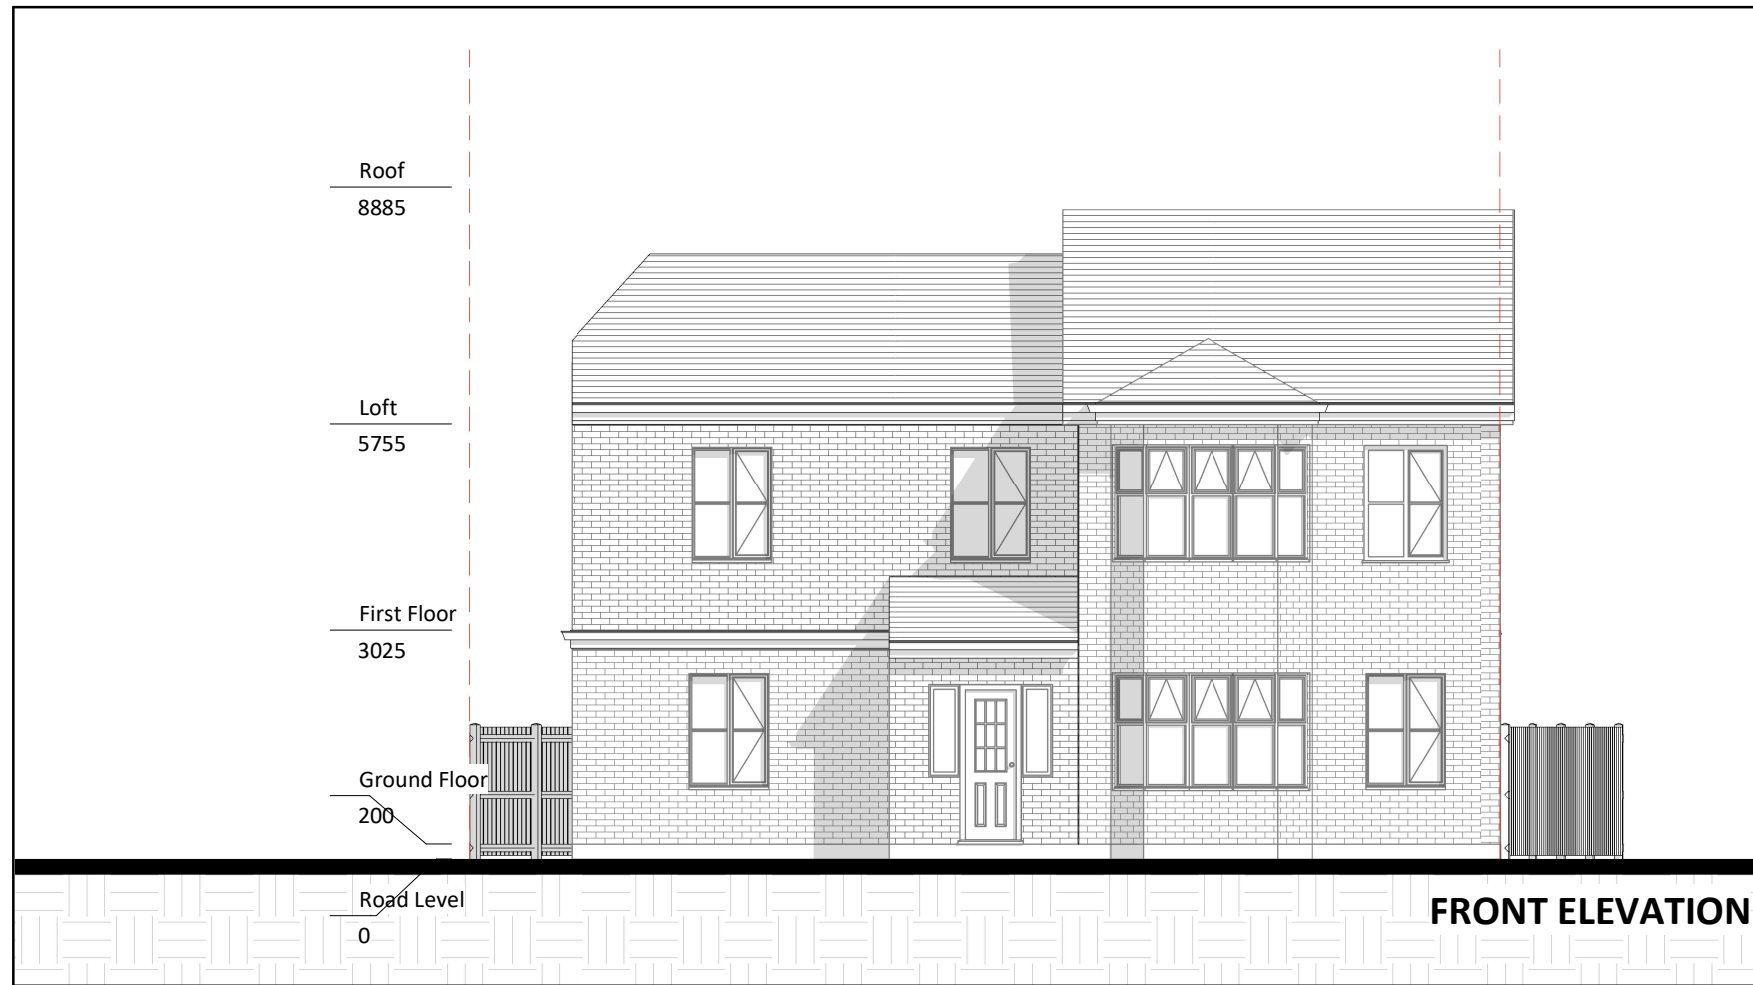 Roof
8885
Loft
5755
First Floor
3025
Ground Floor
200
Road Level
0
FRONT ELEVATION